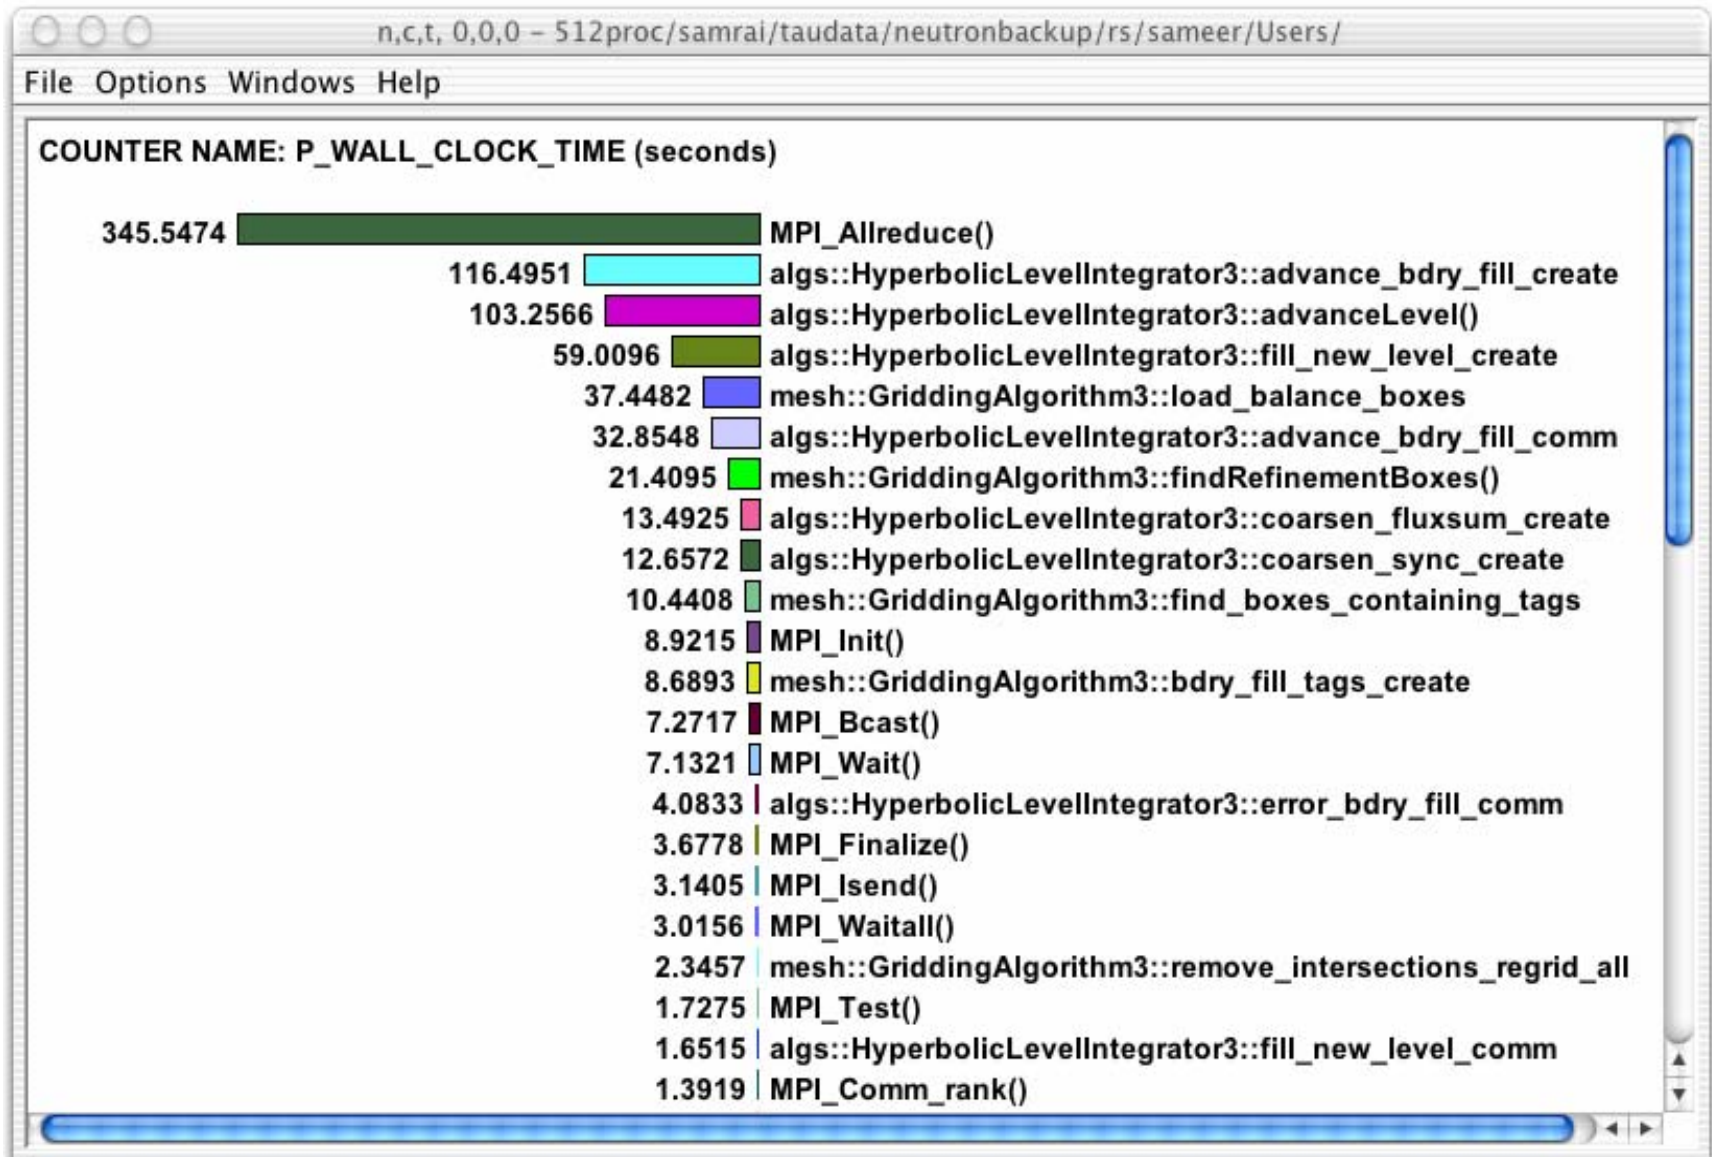 n,c,t, 0,0,0 – 512proc/samrai/taudata/neutronbackup/rs/sameer/Users/
File Options Windows Help
COUNTER NAME: P_WALL_CLOCK_TIME (seconds)
345.5474 MPI_Allreduce()
116.4951 algs::HyperbolicLevelIntegrator3::advance_bdry_fill_create
103.2566 algs::HyperbolicLevelIntegrator3::advanceLevel()
59.0096 algs::HyperbolicLevelIntegrator3::fill_new_level_create
37.4482 mesh::GriddingAlgorithm3::load_balance_boxes
32.8548 algs::HyperbolicLevelIntegrator3::advance_bdry_fill_comm
21.4095 mesh::GriddingAlgorithm3::findRefinementBoxes()
13.4925 algs::HyperbolicLevelIntegrator3::coarsen_fluxsum_create
12.6572 algs::HyperbolicLevelIntegrator3::coarsen_sync_create
10.4408 mesh::GriddingAlgorithm3::find_boxes_containing_tags
8.9215 MPI_Init()
8.6893 mesh::GriddingAlgorithm3::bdry_fill_tags_create
7.2717 MPI_Bcast()
7.1321 MPI_Wait()
4.0833 algs::HyperbolicLevelIntegrator3::error_bdry_fill_comm
3.6778 MPI_Finalize()
3.1405 MPI_Isend()
3.0156 MPI_Waitall()
2.3457 mesh::GriddingAlgorithm3::remove_intersections_regrid_all
1.7275 MPI_Test()
1.6515 algs::HyperbolicLevelIntegrator3::fill_new_level_comm
1.3919 MPI_Comm_rank()